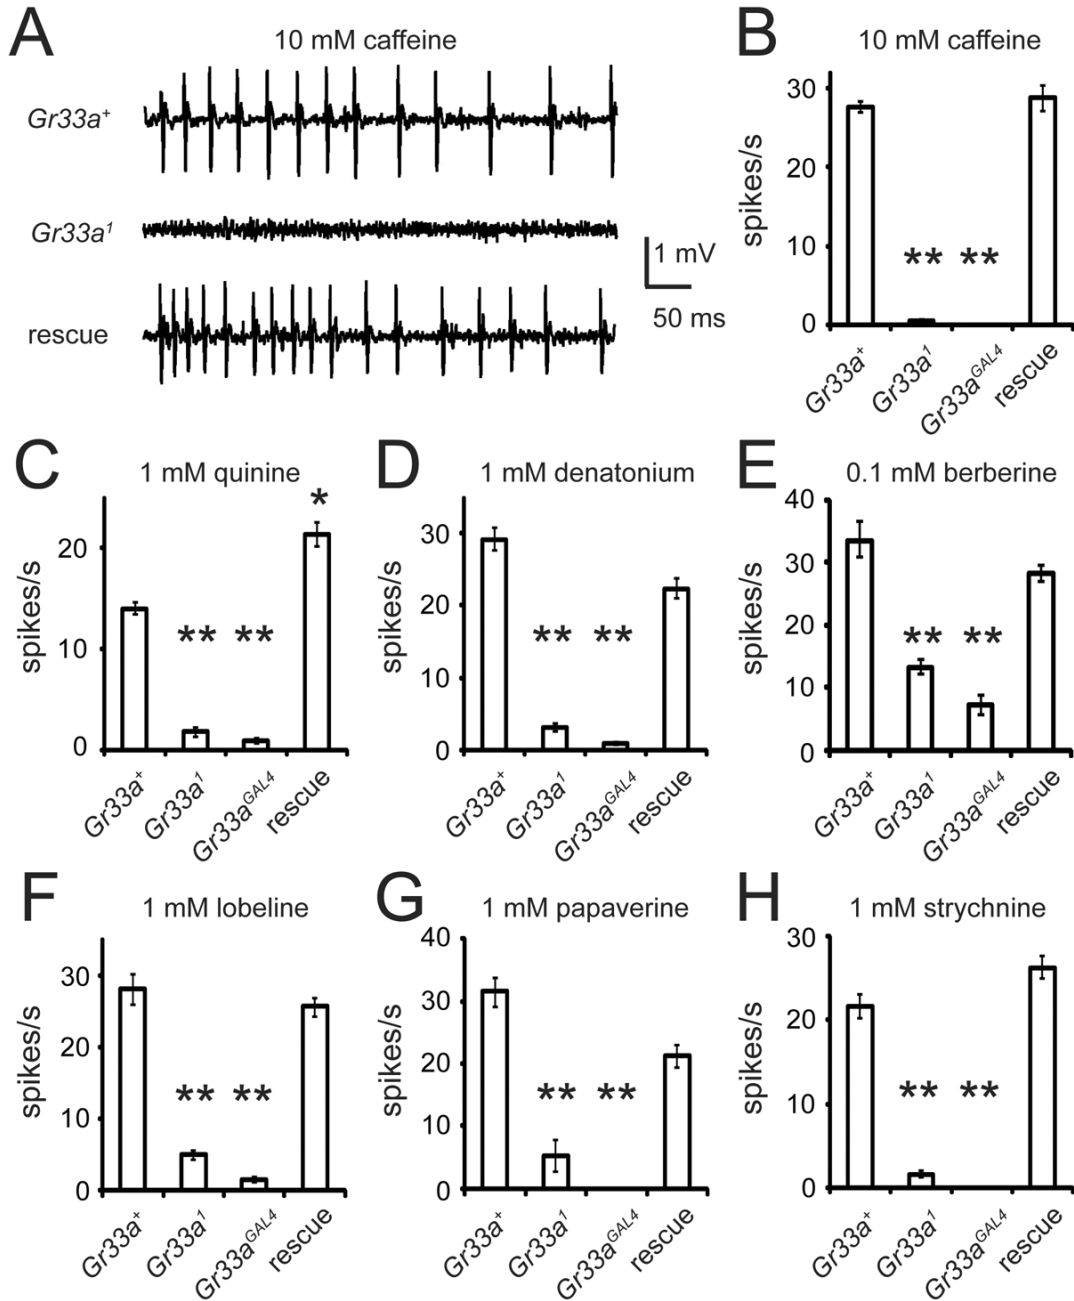 A
10 mM caffeine
Gr33a+
Gr33a1
rescue
1 mV
50 ms
B
10 mM caffeine
spikes/s
30
20
10
0
** **
Gr33a+
Gr33a1
Gr33aGAL4
rescue
C
1 mM quinine
spikes/s
20
10
0
** ** *
Gr33a+
Gr33a1
Gr33aGAL4
rescue
D
1 mM denatonium
spikes/s
30
20
10
0
** **
Gr33a+
Gr33a1
Gr33aGAL4
rescue
E
0.1 mM berberine
spikes/s
40
30
20
10
0
** **
Gr33a+
Gr33a1
Gr33aGAL4
rescue
F
1 mM lobeline
spikes/s
30
20
10
0
** **
Gr33a+
Gr33a1
Gr33aGAL4
rescue
G
1 mM papaverine
spikes/s
40
30
20
10
0
** **
Gr33a+
Gr33a1
Gr33aGAL4
rescue
H
1 mM strychnine
spikes/s
30
20
10
0
** **
Gr33a+
Gr33a1
Gr33aGAL4
rescue